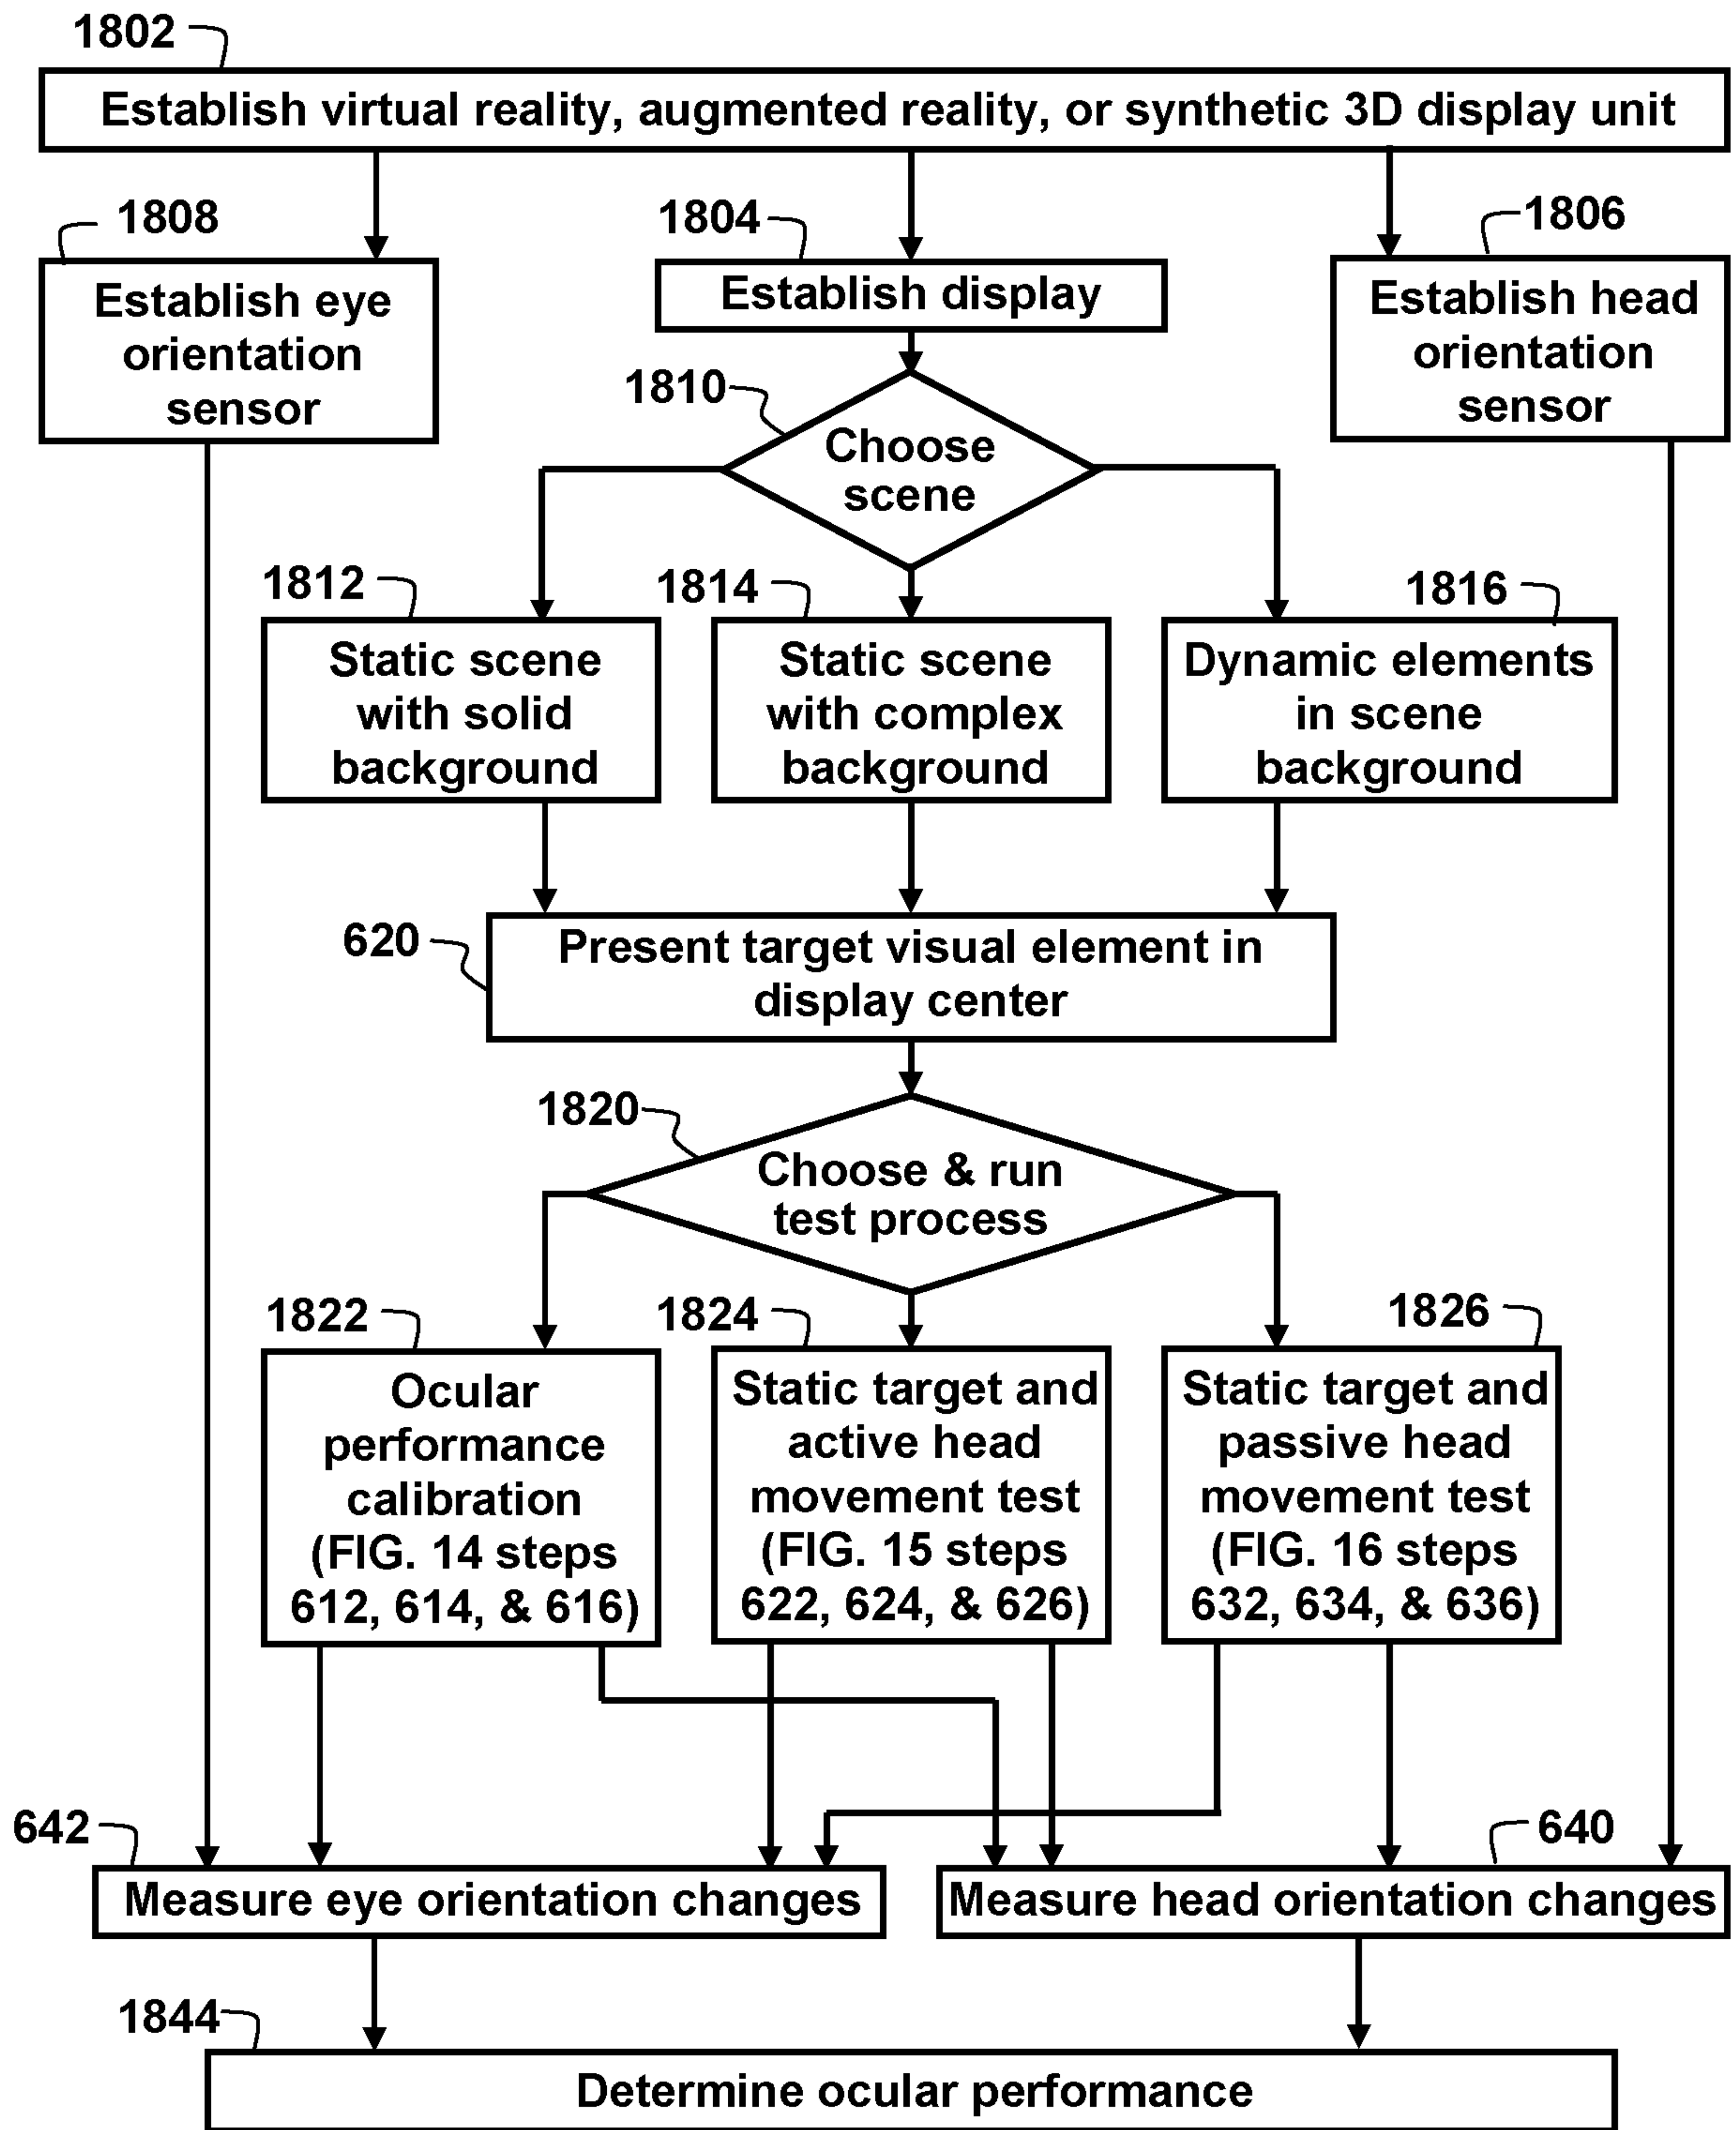 1802
Establish virtual reality, augmented reality, or synthetic 3D display unit
1808
1804
1806
Establish eye
orientation
sensor
Establish display
Establish head
orientation
sensor
1810
Choose
scene
1812
1814
1816
Static scene
with solid
background
Static scene
with complex
background
Dynamic elements
in scene
background
620
Present target visual element in
display center
1820
Choose & run
test process
1822
1824
1826
Ocular
performance
calibration
(FIG. 14 steps
612, 614, & 616)
Static target and
active head
movement test
(FIG. 15 steps
622, 624, & 626)
Static target and
passive head
movement test
(FIG. 16 steps
632, 634, & 636)
642
640
Measure eye orientation changes
Measure head orientation changes
1844
Determine ocular performance